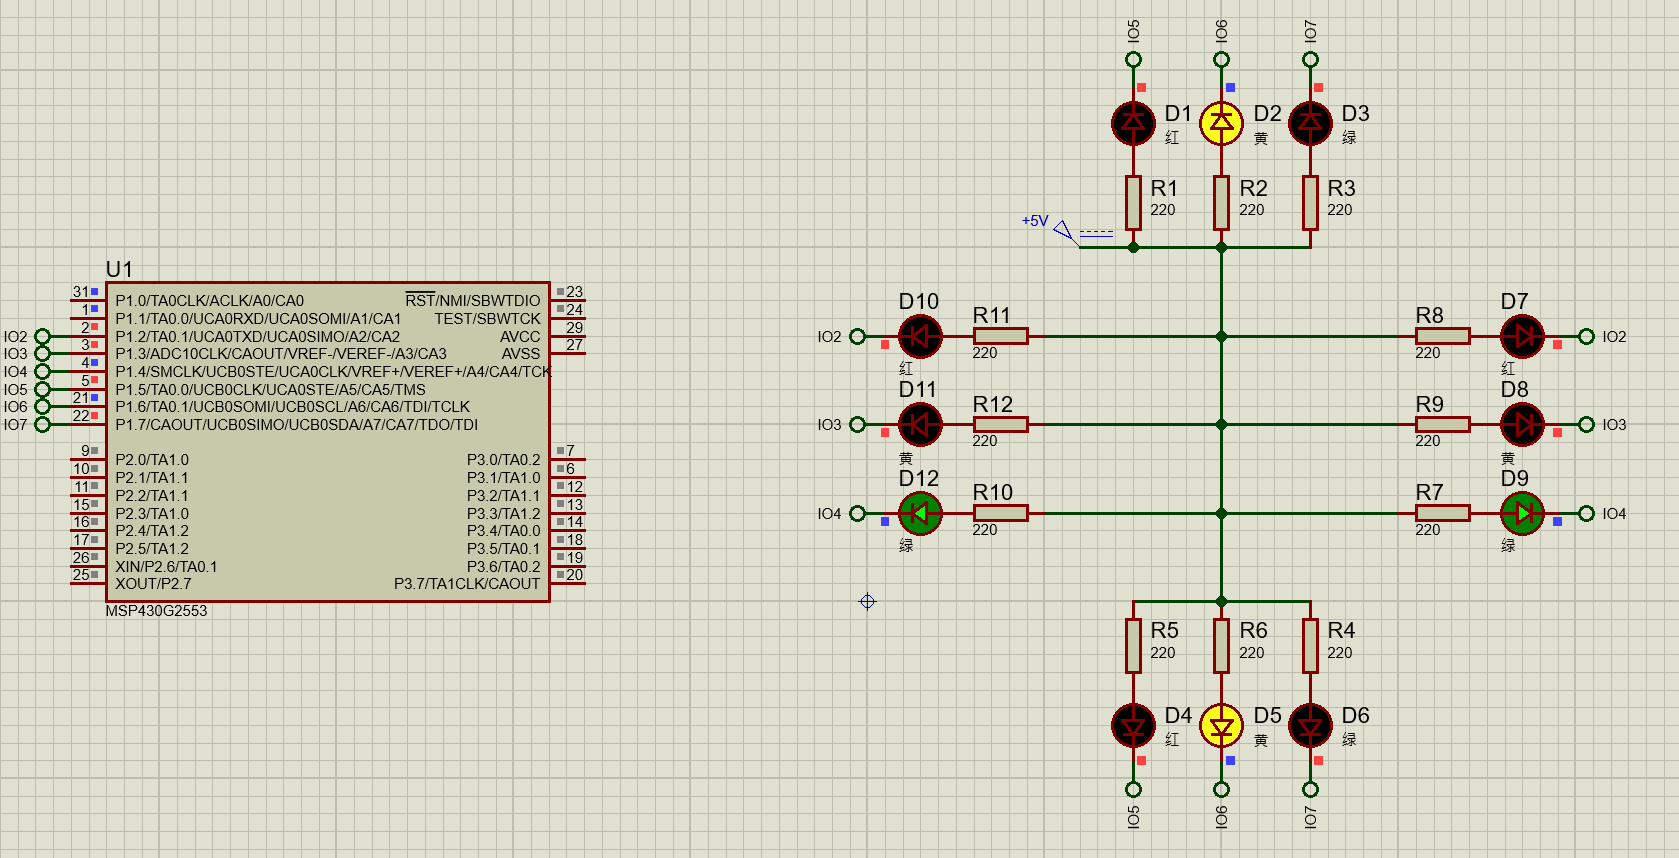 IO5
IO6
IO7
D1
红
D2
黄
D3
绿
R1
220
R2
220
R3
220
+5V
U1
31
P1.0/TA0CLK/ACLK/A0/CA0
RST/NMI/SBWTDIO
23
1
P1.1/TA0.0/UCA0RXD/UCA0SOMI/A1/CA1
TEST/SBWTCK
24
IO2
2
P1.2/TA0.1/UCA0TXD/UCA0SIMO/A2/CA2
AVCC
29
IO3
3
P1.3/ADC10CLK/CAOUT/VREF-/VEREF-/A3/CA3
AVSS
27
IO4
4
P1.4/SMCLK/UCB0STE/UCA0CLK/VREF+/VEREF+/A4/CA4/TCK
IO5
5
P1.5/TA0.0/UCB0CLK/UCA0STE/A5/CA5/TMS
IO6
21
P1.6/TA0.1/UCB0SOMI/UCB0SCL/A6/CA6/TDI/TCLK
IO7
22
P1.7/CAOUT/UCB0SIMO/UCB0SDA/A7/CA7/TDO/TDI
9
P2.0/TA1.0
P3.0/TA0.2
7
10
P2.1/TA1.1
P3.1/TA1.0
6
11
P2.2/TA1.1
P3.2/TA1.1
12
15
P2.3/TA1.0
P3.3/TA1.2
13
16
P2.4/TA1.2
P3.4/TA0.0
14
17
P2.5/TA1.2
P3.5/TA0.1
18
26
XIN/P2.6/TA0.1
P3.6/TA0.2
19
25
XOUT/P2.7
P3.7/TA1CLK/CAOUT
20
MSP430G2553
IO2
D10
红
R11
220
R8
220
D7
红
IO2
IO3
D11
黄
R12
220
R9
220
D8
黄
IO3
IO4
D12
绿
R10
220
R7
220
D9
绿
IO4
R5
220
R6
220
R4
220
D4
红
D5
黄
D6
绿
IO5
IO6
IO7